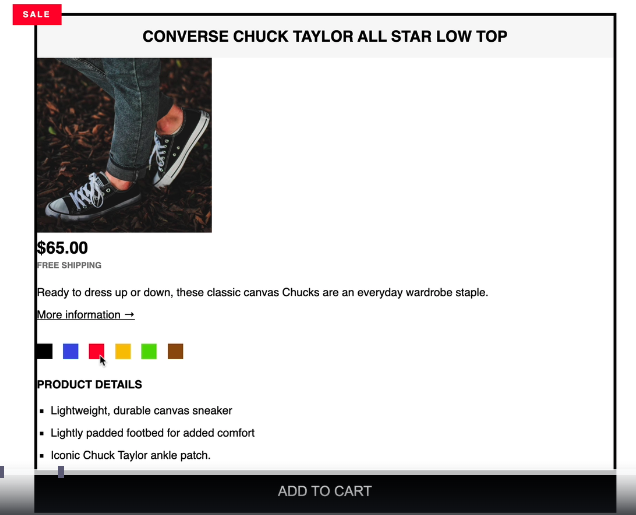 SALE
CONVERSE CHUCK TAYLOR ALL STAR LOW TOP
$65.00
FREE SHIPPING
Ready to dress up or down, these classic canvas Chucks are an everyday wardrobe staple.
More information →
PRODUCT DETAILS
▪ Lightweight, durable canvas sneaker
▪ Lightly padded footbed for added comfort
▪ Iconic Chuck Taylor ankle patch.
ADD TO CART